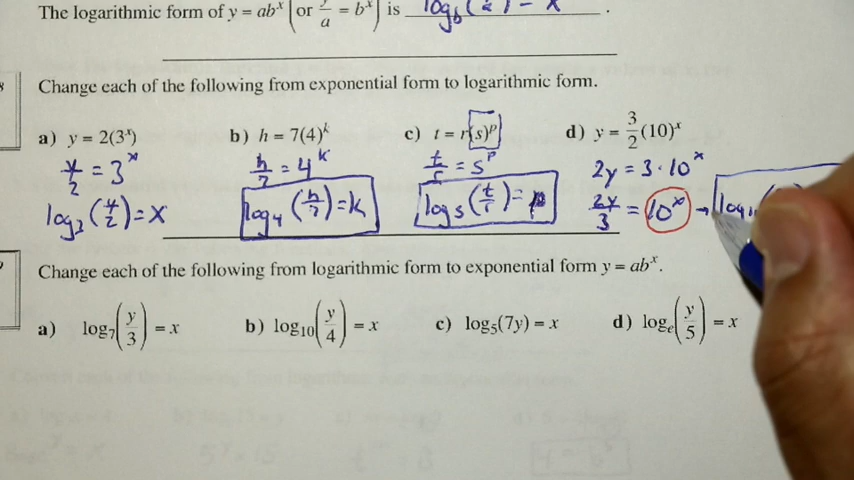 The logarithmic form of y = ab^x (or y/a = b^x) is log_b( ) = x .
Change each of the following from exponential form to logarithmic form.
a) y = 2(3^x) b) h = 7(4)^k c) t = r(s)^p d) y = 3/2 (10)^x
y/2 = 3^x h/7 = 4^k t/r = s^p 2y = 3 · 10^x
log_3(y/2) = x log_4(h/7) = k log_s(t/r) = p 2y/3 = 10^x → log
Change each of the following from logarithmic form to exponential form y = ab^x.
a) log_7(y/3) = x b) log_10(y/4) = x c) log_5(7y) = x d) log_e(y/5) = x